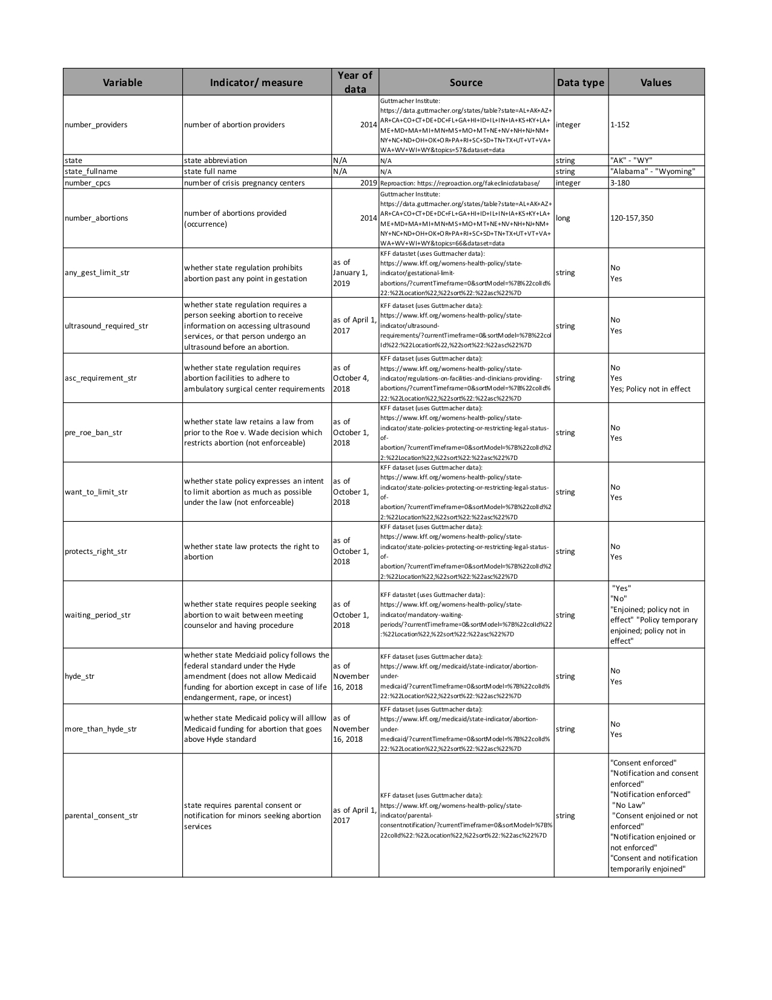 Variable
Indicator/ measure
Year of
data
Source
Data type
Values
number_providers
number of abortion providers
2014
Guttmacher Institute:
https://data.guttmacher.org/states/table?state=AL+AK+AZ+
AR+CA+CO+CT+DE+DC+FL+GA+HI+ID+IL+IN+IA+KS+KY+LA+
ME+MD+MA+MI+MN+MS+MO+MT+NE+NV+NH+NJ+NM+
NY+NC+ND+OH+OK+OR+PA+RI+SC+SD+TN+TX+UT+VT+VA+
WA+WV+WI+WY&topics=57&dataset=data
integer
1-152
state
state abbreviation
N/A
N/A
string
"AK" - "WY"
state_fullname
state full name
N/A
N/A
string
"Alabama" - "Wyoming"
number_cpcs
number of crisis pregnancy centers
2019
Reproaction: https://reproaction.org/fakeclinicdatabase/
integer
3-180
number_abortions
number of abortions provided
(occurrence)
2014
Guttmacher Institute:
https://data.guttmacher.org/states/table?state=AL+AK+AZ+
AR+CA+CO+CT+DE+DC+FL+GA+HI+ID+IL+IN+IA+KS+KY+LA+
ME+MD+MA+MI+MN+MS+MO+MT+NE+NV+NH+NJ+NM+
NY+NC+ND+OH+OK+OR+PA+RI+SC+SD+TN+TX+UT+VT+VA+
WA+WV+WI+WY&topics=66&dataset=data
long
120-157,350
any_gest_limit_str
whether state regulation prohibits
abortion past any point in gestation
as of
January 1,
2019
KFF datastet (uses Guttmacher data):
https://www.kff.org/womens-health-policy/state-
indicator/gestational-limit-
abortions/?currentTimeframe=0&sortModel=%7B%22colId%
22:%22Location%22,%22sort%22:%22asc%22%7D
string
No
Yes
ultrasound_required_str
whether state regulation requires a
person seeking abortion to receive
information on accessing ultrasound
services, or that person undergo an
ultrasound before an abortion.
as of April 1,
2017
KFF dataset (uses Guttmacher data):
https://www.kff.org/womens-health-policy/state-
indicator/ultrasound-
requirements/?currentTimeframe=0&sortModel=%7B%22col
Id%22:%22Location%22,%22sort%22:%22asc%22%7D
string
No
Yes
asc_requirement_str
whether state regulation requires
abortion facilities to adhere to
ambulatory surgical center requirements
as of
October 4,
2018
KFF dataset (uses Guttmacher data):
https://www.kff.org/womens-health-policy/state-
indicator/regulations-on-facilities-and-clinicians-providing-
abortions/?currentTimeframe=0&sortModel=%7B%22colId%
22:%22Location%22,%22sort%22:%22asc%22%7D
string
No
Yes
Yes; Policy not in effect
pre_roe_ban_str
whether state law retains a law from
prior to the Roe v. Wade decision which
restricts abortion (not enforceable)
as of
October 1,
2018
KFF dataset (uses Guttmacher data):
https://www.kff.org/womens-health-policy/state-
indicator/state-policies-protecting-or-restricting-legal-status-
of-
abortion/?currentTimeframe=0&sortModel=%7B%22colId%2
2:%22Location%22,%22sort%22:%22asc%22%7D
string
No
Yes
want_to_limit_str
whether state policy expresses an intent
to limit abortion as much as possible
under the law (not enforceable)
as of
October 1,
2018
KFF dataset (uses Guttmacher data):
https://www.kff.org/womens-health-policy/state-
indicator/state-policies-protecting-or-restricting-legal-status-
of-
abortion/?currentTimeframe=0&sortModel=%7B%22colId%2
2:%22Location%22,%22sort%22:%22asc%22%7D
string
No
Yes
protects_right_str
whether state law protects the right to
abortion
as of
October 1,
2018
KFF dataset (uses Guttmacher data):
https://www.kff.org/womens-health-policy/state-
indicator/state-policies-protecting-or-restricting-legal-status-
of-
abortion/?currentTimeframe=0&sortModel=%7B%22colId%2
2:%22Location%22,%22sort%22:%22asc%22%7D
string
No
Yes
waiting_period_str
whether state requires people seeking
abortion to wait between meeting
counselor and having procedure
as of
October 1,
2018
KFF datastet (uses Guttmacher data):
https://www.kff.org/womens-health-policy/state-
indicator/mandatory-waiting-
periods/?currentTimeframe=0&sortModel=%7B%22colId%22
:%22Location%22,%22sort%22:%22asc%22%7D
string
"Yes"
"No"
"Enjoined; policy not in
effect" "Policy temporary
enjoined; policy not in
effect"
hyde_str
whether state Medciaid policy follows the
federal standard under the Hyde
amendment (does not allow Medicaid
funding for abortion except in case of life
endangerment, rape, or incest)
as of
November
16, 2018
KFF dataset (uses Guttmacher data):
https://www.kff.org/medicaid/state-indicator/abortion-
under-
medicaid/?currentTimeframe=0&sortModel=%7B%22colId%
22:%22Location%22,%22sort%22:%22asc%22%7D
string
No
Yes
more_than_hyde_str
whether state Medicaid policy will alllow
Medicaid funding for abortion that goes
above Hyde standard
as of
November
16, 2018
KFF dataset (uses Guttmacher data):
https://www.kff.org/medicaid/state-indicator/abortion-
under-
medicaid/?currentTimeframe=0&sortModel=%7B%22colId%
22:%22Location%22,%22sort%22:%22asc%22%7D
string
No
Yes
parental_consent_str
state requires parental consent or
notification for minors seeking abortion
services
as of April 1,
2017
KFF dataset (uses Guttmacher data):
https://www.kff.org/womens-health-policy/state-
indicator/parental-
consentnotification/?currentTimeframe=0&sortModel=%7B%
22colId%22:%22Location%22,%22sort%22:%22asc%22%7D
string
"Consent enforced"
"Notification and consent
enforced"
"Notification enforced"
"No Law"
"Consent enjoined or not
enforced"
"Notification enjoined or
not enforced"
"Consent and notification
temporarily enjoined"